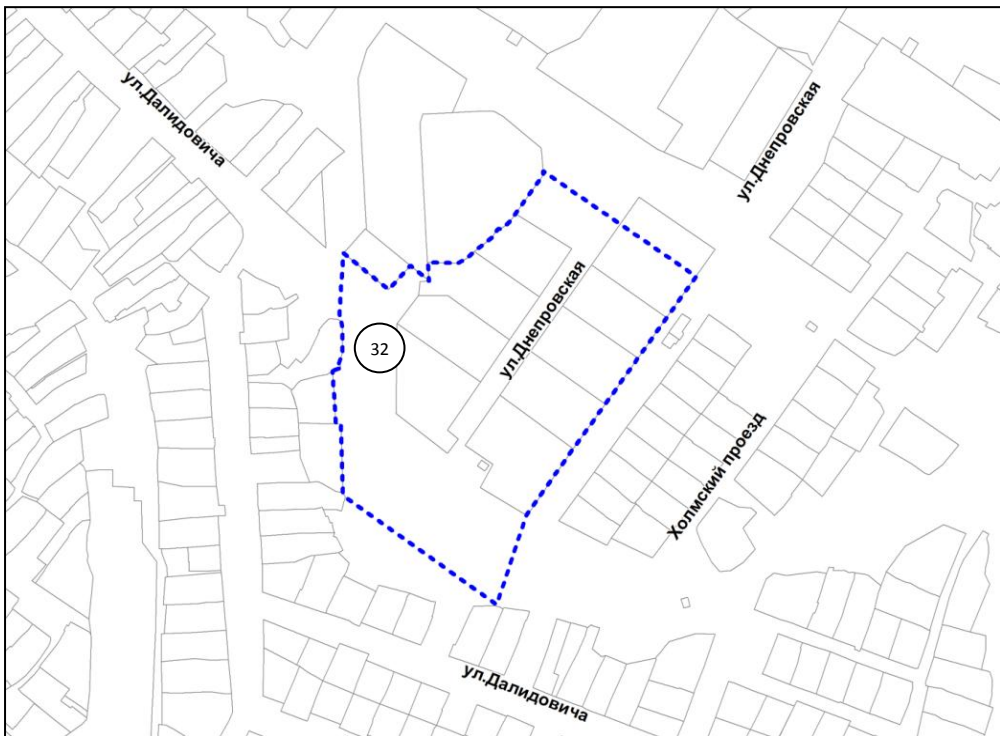 ул.Далидовича
ул.Днепровская
ул.Днепровская
32
Холмский проезд
ул.Далидовича